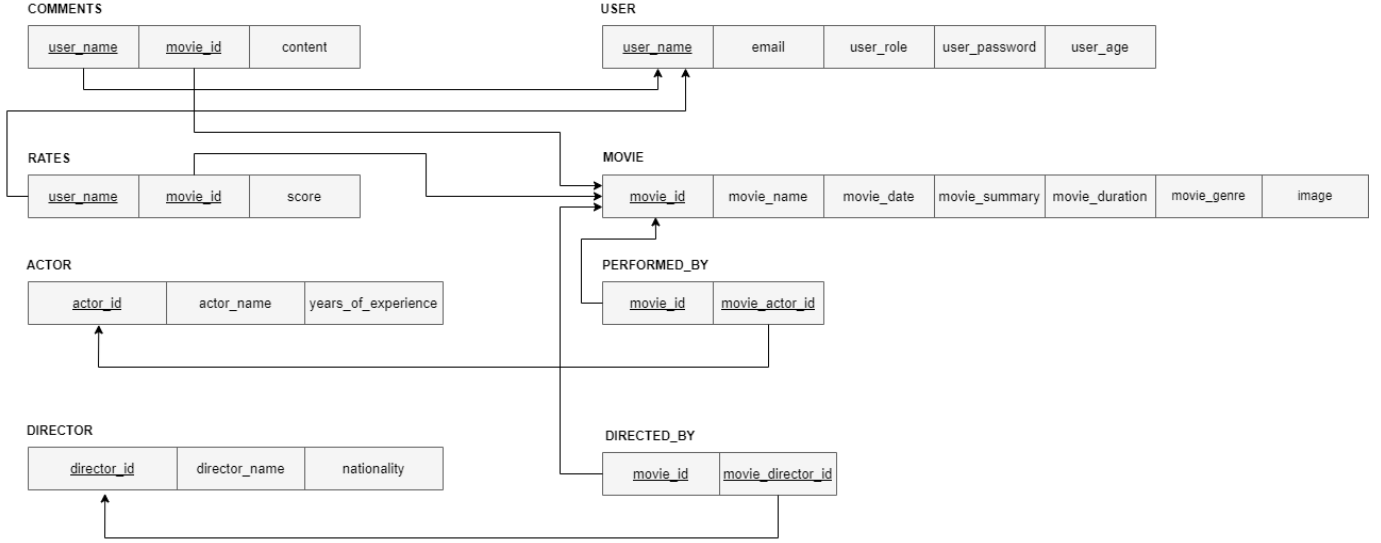 COMMENTS
user_name movie_id content
USER
user_name email user_role user_password user_age
RATES
user_name movie_id score
MOVIE
movie_id movie_name movie_date movie_summary movie_duration movie_genre image
ACTOR
actor_id actor_name years_of_experience
PERFORMED_BY
movie_id movie_actor_id
DIRECTOR
director_id director_name nationality
DIRECTED_BY
movie_id movie_director_id